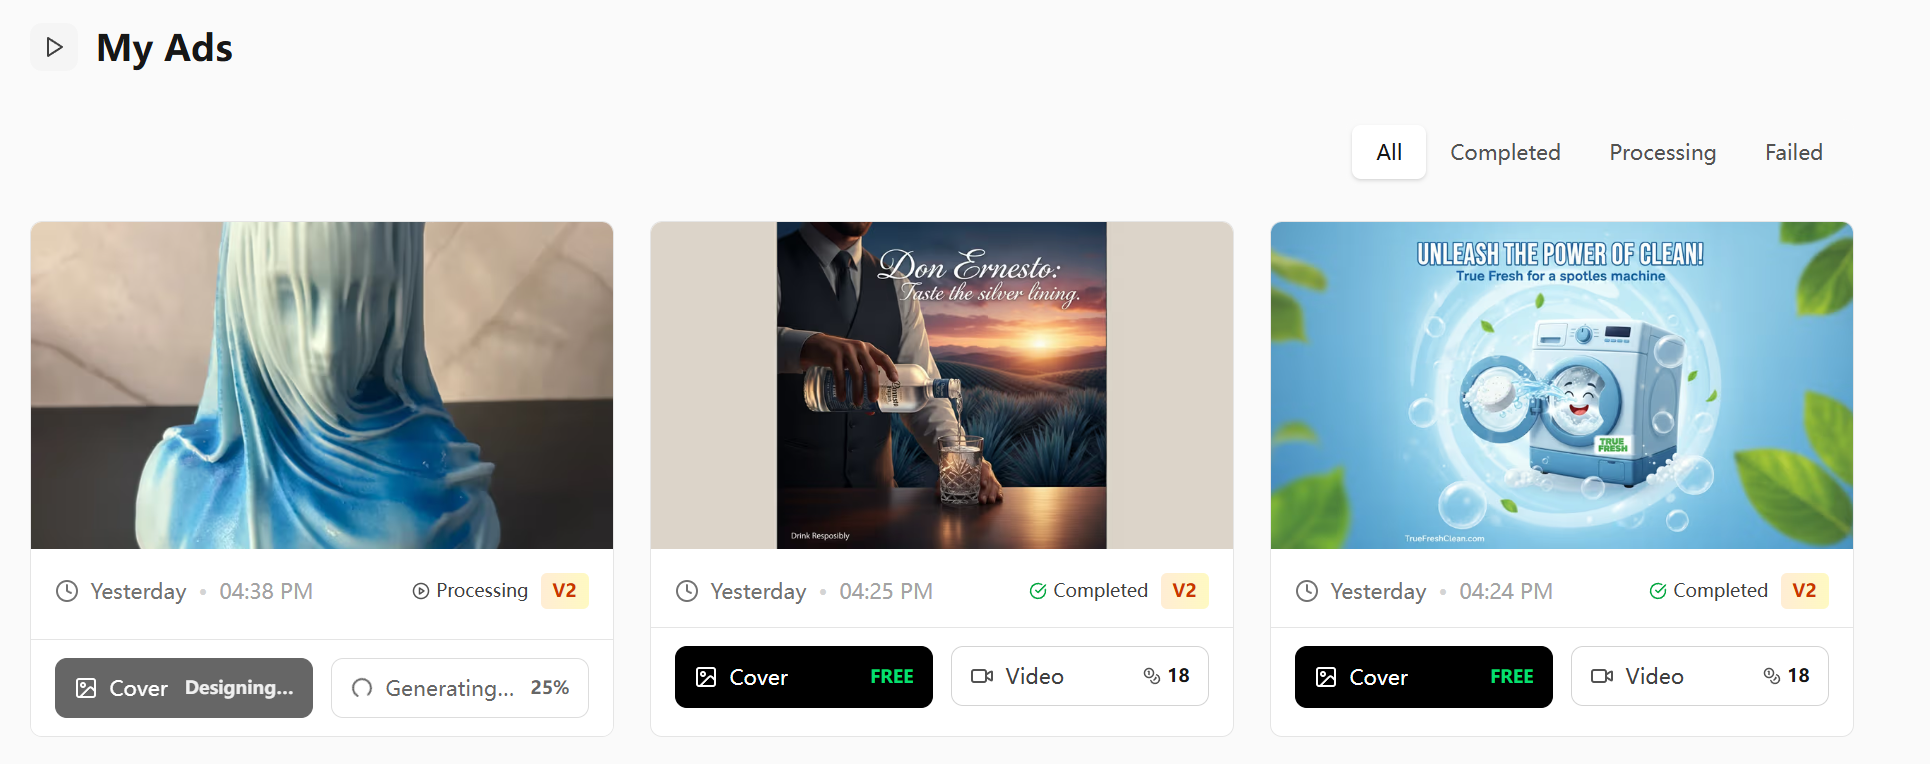 My Ads
All Completed Processing Failed
Yesterday • 04:38 PM Processing V2
Cover Designing... Generating... 25%
Don Ernesto:
Taste the silver lining.
Drink Resposibly
Yesterday • 04:25 PM Completed V2
Cover FREE Video 18
UNLEASH THE POWER OF CLEAN!
True Fresh for a spotles machine
TRUE
FRESH
TrueFreshClean.com
Yesterday • 04:24 PM Completed V2
Cover FREE Video 18